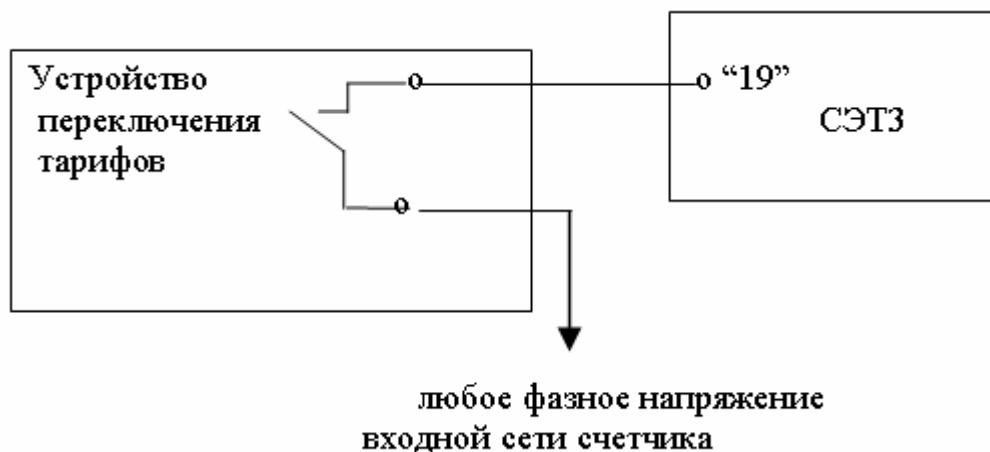 Устройство
переключения
тарифов
“19”
СЭТ3
любое фазное напряжение
входной сети счетчика